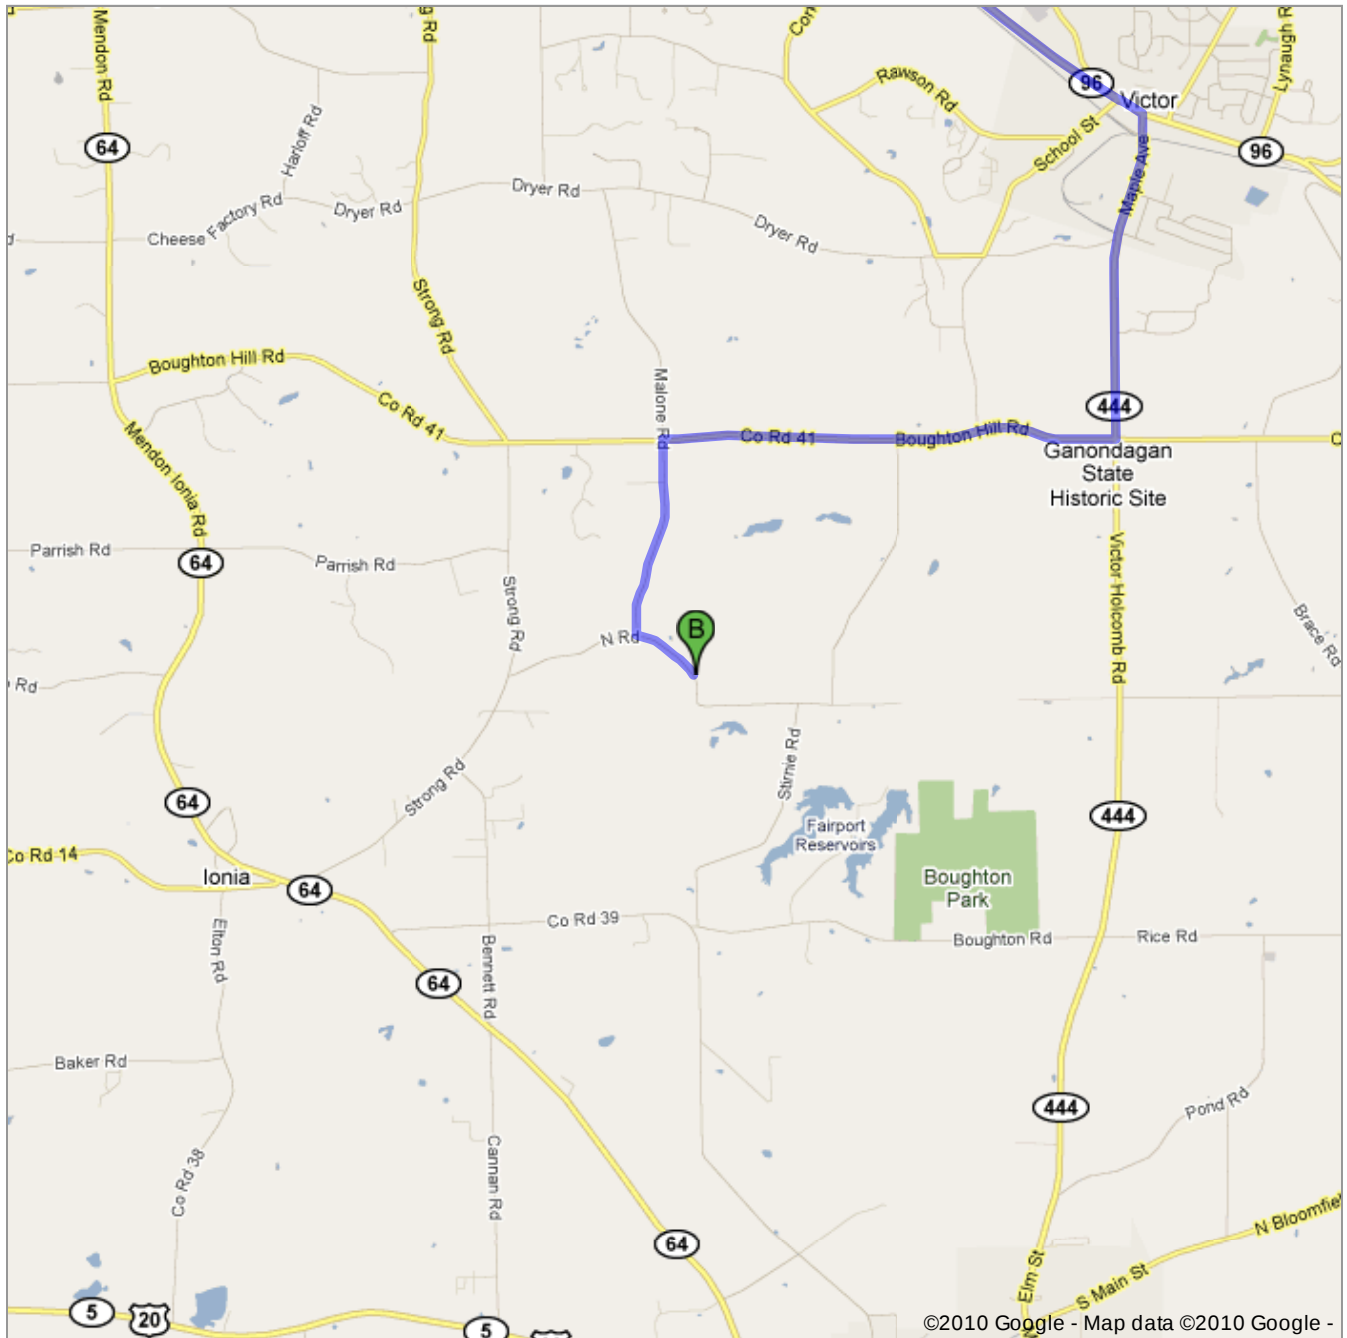 Mendon Rd
g Rd
Con
Lynaugh R
Rawson Rd
96
Victor
School St
96
64
Harloff Rd
Maple Ave
Dryer Rd
Dryer Rd
Cheese Factory Rd
Dryer Rd
d
Strong Rd
Boughton Hill Rd
Malone Rd
Co Rd 41
444
Co Rd 41
Boughton Hill Rd
C
Ganondagan
State
Historic Site
Mendon Ionia Rd
Parrish Rd
64
Parrish Rd
Strong Rd
Victor Holcomb Rd
Brace Rd
N Rd
B
Rd
Stirnie Rd
Strong Rd
64
444
Fairport
Reservoirs
Co Rd 14
Ionia
64
Boughton
Park
Co Rd 39
Boughton Rd
Rice Rd
Elton Rd
Bennett Rd
64
Baker Rd
444
Pond Rd
Co Rd 38
Cannan Rd
64
N Bloomfiel
Elm St
S Main St
5
20
5
©2010 Google - Map data ©2010 Google -